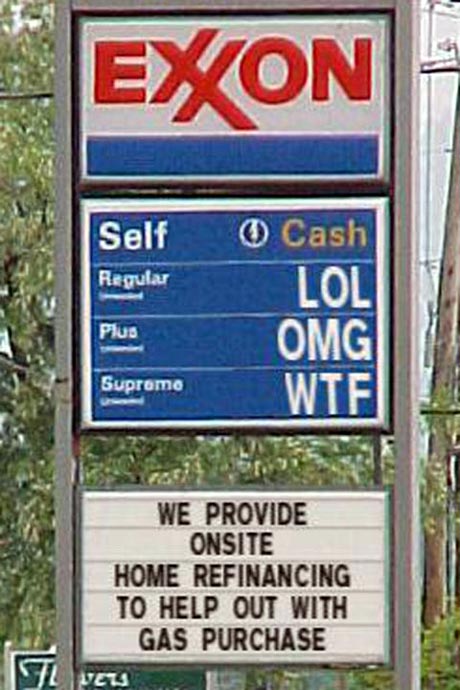 EXXON
Self Cash
Regular LOL
Plus OMG
Supreme WTF
WE PROVIDE
ONSITE
HOME REFINANCING
TO HELP OUT WITH
GAS PURCHASE